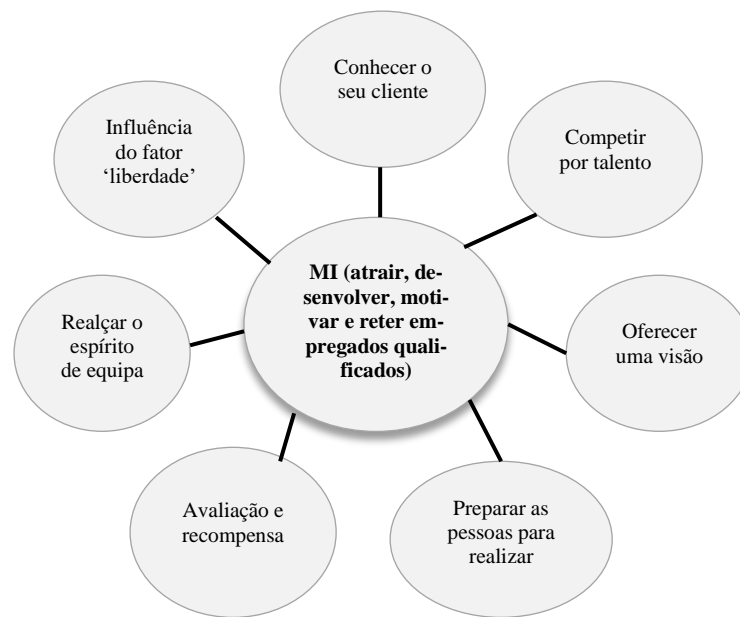 Conhecer o
seu cliente
Influência
do fator
‘liberdade’
Competir
por talento
MI (atrair, de-
senvolver, moti-
var e reter em-
pregados quali-
ficados)
Realçar o
espírito
de equipa
Oferecer
uma visão
Avaliação e
recompensa
Preparar as
pessoas para
realizar